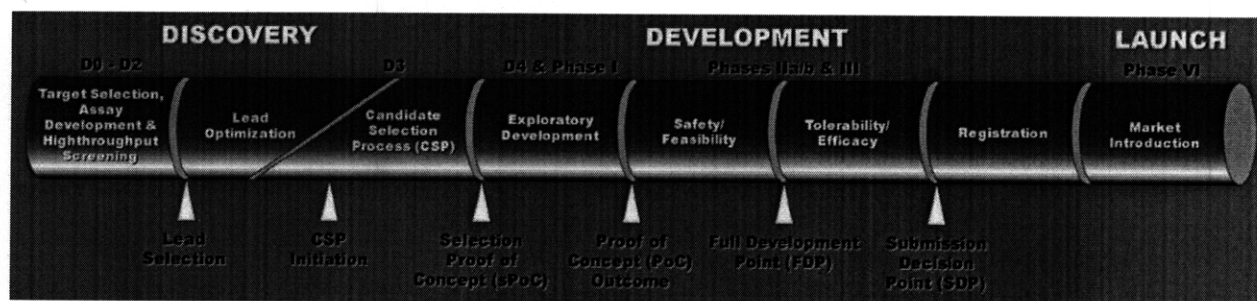 DISCOVERY
DEVELOPMENT
LAUNCH
D0 - D2
D3
D4 & Phase I
Phases IIa/b & III
Phase VI
Target Selection,
Assay
Development &
Highthroughput
Screening
Lead
Optimization
Candidate
Selection
Process (CSP)
Exploratory
Development
Safety/
Feasibility
Tolerability/
Efficacy
Registration
Market
Introduction
Lead
Selection
CSP
Initiation
Selection
Proof of
Concept (sPoC)
Proof of
Concept (PoC)
Outcome
Full Development
Point (FDP)
Submission
Decision
Point (SDP)